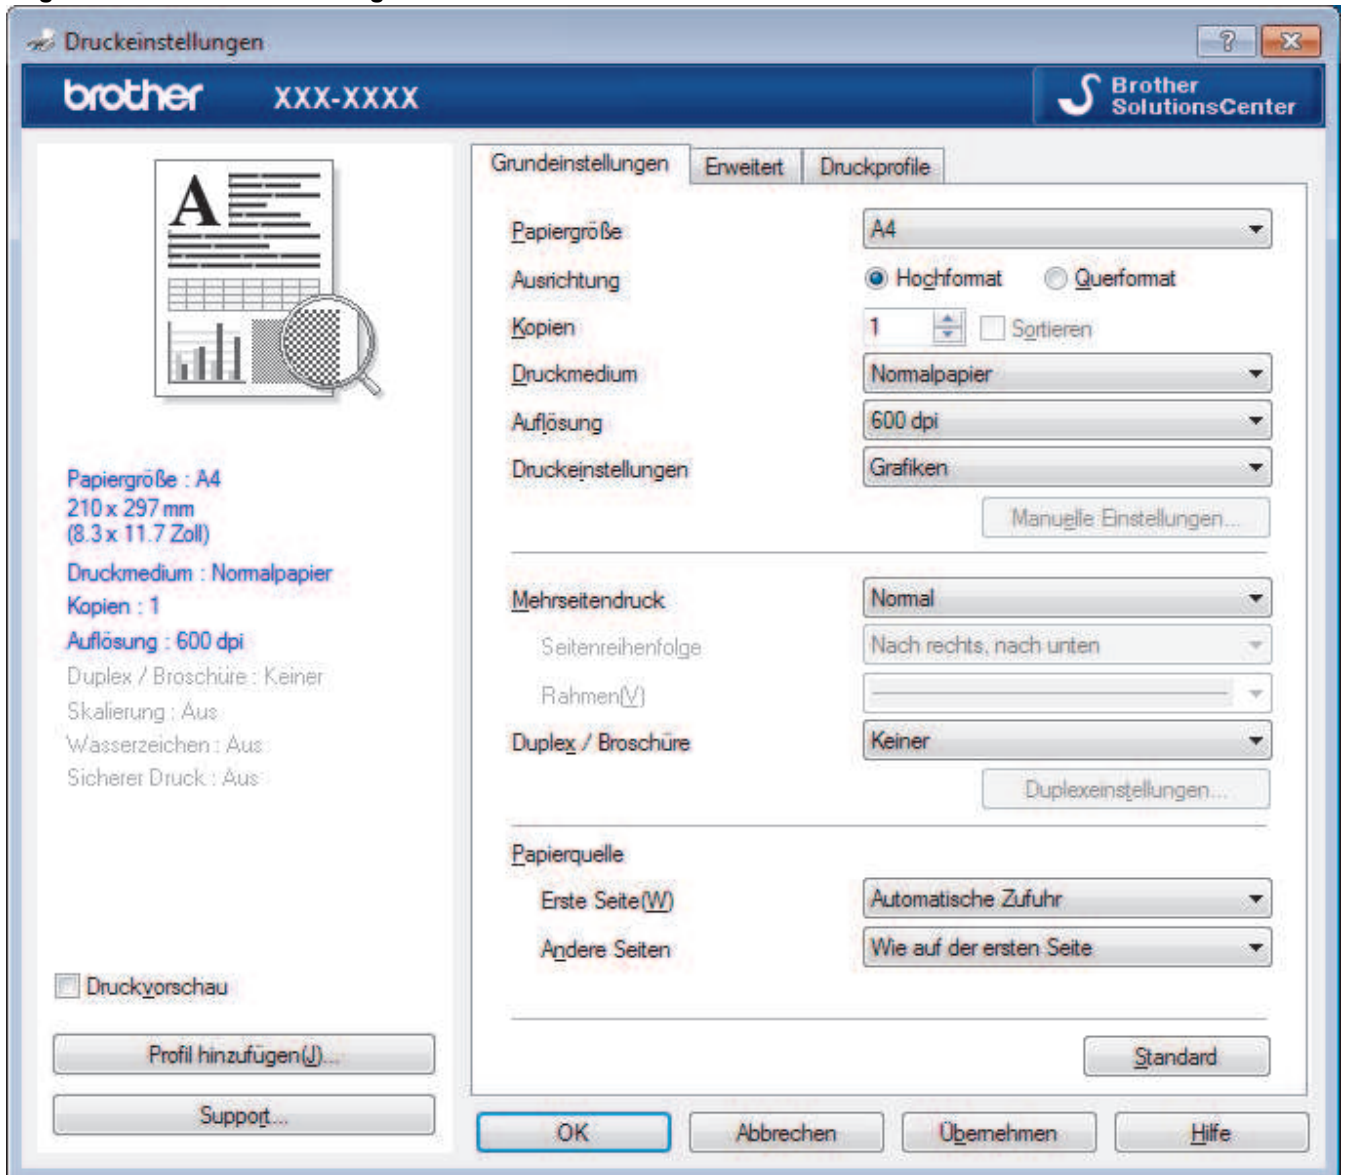 Druckeinstellungen
brother XXX-XXXX
Brother
SolutionsCenter
A
Papiergröße : A4
210 x 297 mm
(8.3 x 11.7 Zoll)
Druckmedium : Normalpapier
Kopien : 1
Auflösung : 600 dpi
Duplex / Broschüre : Keiner
Skalierung : Aus
Wasserzeichen : Aus
Sicherer Druck : Aus
Druckvorschau
Profil hinzufügen(J)...
Support...
Grundeinstellungen Erweitert Druckprofile
Papiergröße A4
Ausrichtung Hochformat Querformat
Kopien 1 Sortieren
Druckmedium Normalpapier
Auflösung 600 dpi
Druckeinstellungen Grafiken
Manuelle Einstellungen...
Mehrseitendruck Normal
Seitenreihenfolge Nach rechts, nach unten
Rahmen(V)
Duplex / Broschüre Keiner
Duplexeinstellungen...
Papierquelle
Erste Seite(W) Automatische Zufuhr
Andere Seiten Wie auf der ersten Seite
Standard
OK Abbrechen Übernehmen Hilfe